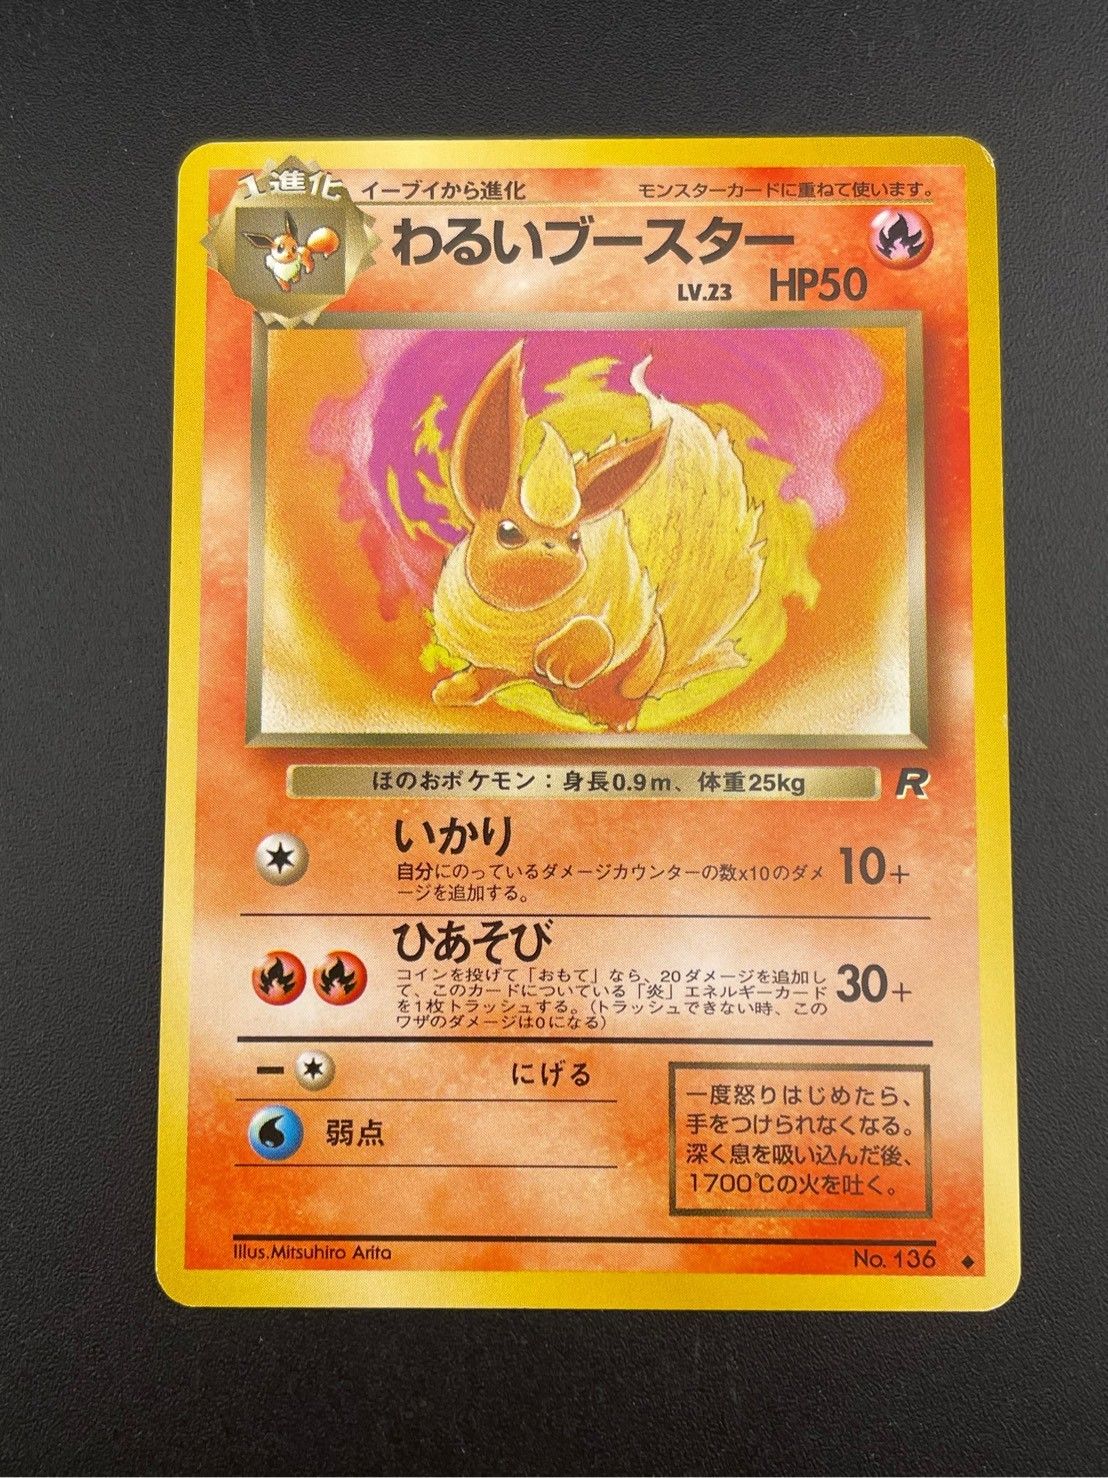 1進化
イーブイから進化
モンスターカードに重ねて使います。
わるいブースター
LV.23 HP50
ほのおポケモン：身長0.9m、体重25kg
R
いかり
自分にのっているダメージカウンターの数x10のダメ
ージを追加する。
10+
ひあそび
コインを投げて「おもて」なら、20ダメージを追加し
て、このカードについている「炎」エネルギーカード
を1枚トラッシュする。(トラッシュできない時、この
ワザのダメージは0になる)
30+
− にげる
弱点
一度怒りはじめたら、
手をつけられなくなる。
深く息を吸い込んだ後、
1700℃の火を吐く。
Illus.Mitsuhiro Arita
No. 136 ◆